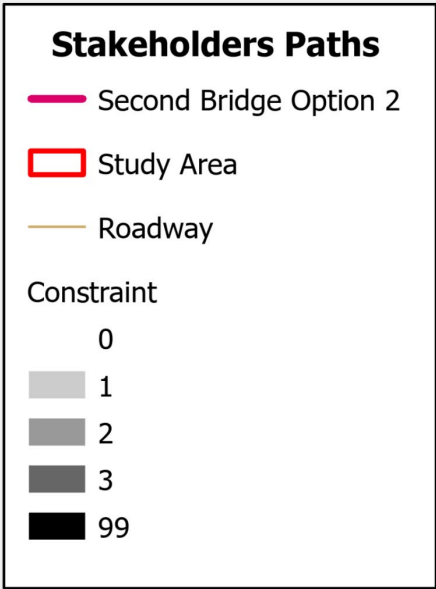 Stakeholders Paths
Second Bridge Option 2
Study Area
Roadway
Constraint
0
1
2
3
99